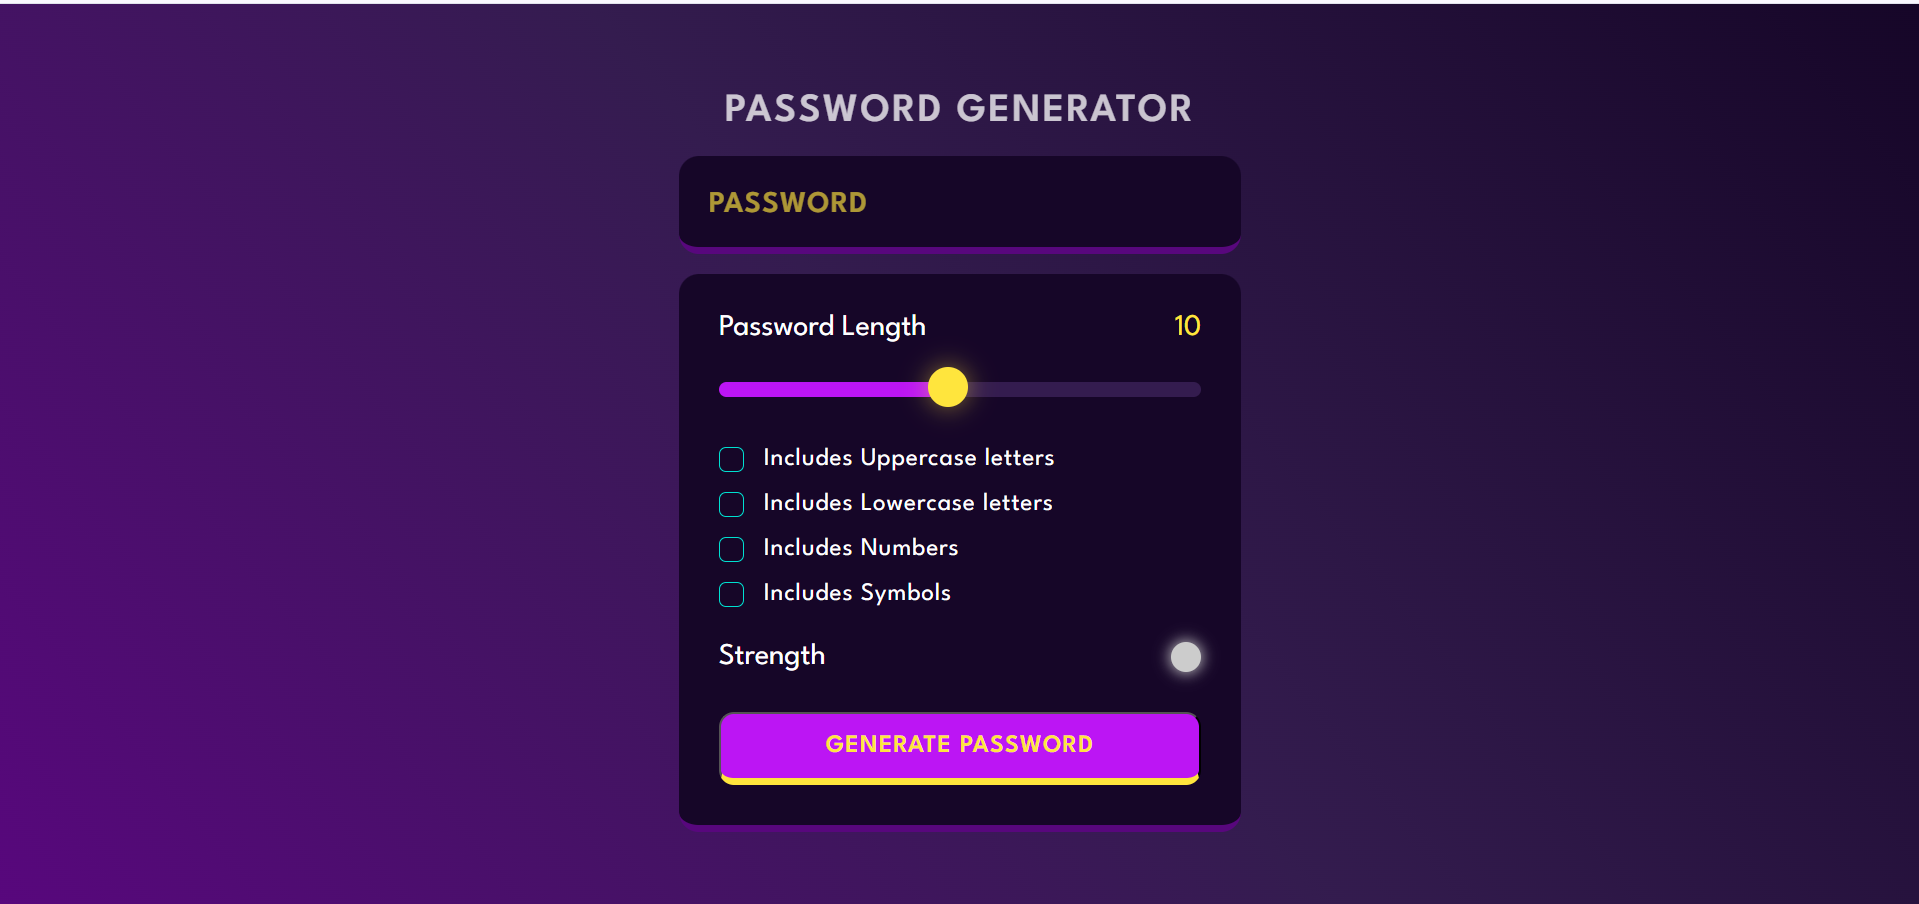 PASSWORD GENERATOR
PASSWORD
Password Length 10
Includes Uppercase letters
Includes Lowercase letters
Includes Numbers
Includes Symbols
Strength
GENERATE PASSWORD